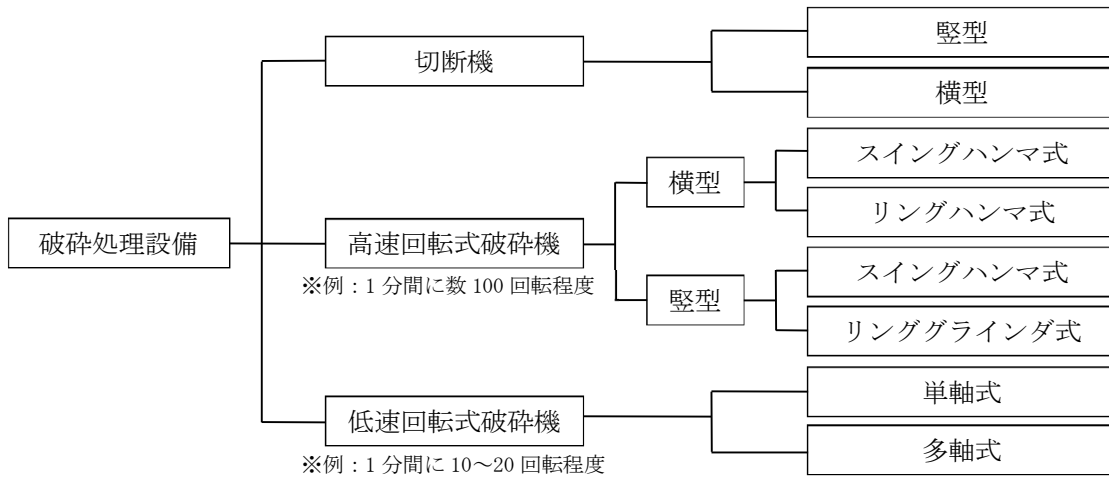 破砕処理設備
切断機
竪型
横型
高速回転式破砕機
※例：1 分間に数 100 回転程度
横型
スイングハンマ式
リングハンマ式
竪型
スイングハンマ式
リンググラインダ式
低速回転式破砕機
※例：1 分間に 10～20 回転程度
単軸式
多軸式